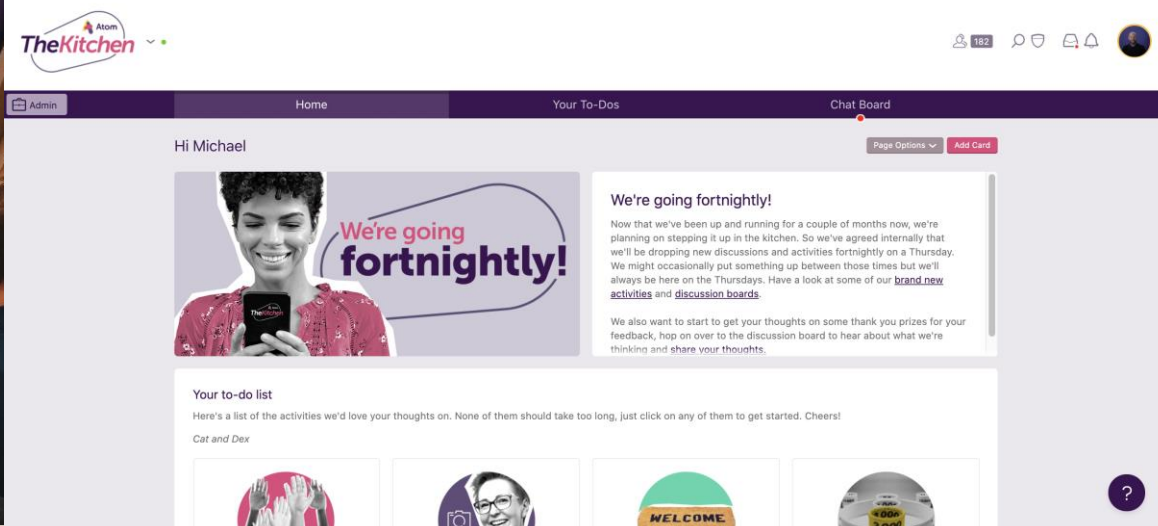 Atom
TheKitchen
182
Admin
Home
Your To-Dos
Chat Board
Hi Michael
Page Options
Add Card
We're going
fortnightly!
TheKitchen
We're going fortnightly!
Now that we've been up and running for a couple of months now, we're
planning on stepping it up in the kitchen. So we've agreed internally that
we'll be dropping new discussions and activities fortnightly on a Thursday.
We might occasionally put something up between those times but we'll
always be here on the Thursdays. Have a look at some of our brand new
activities and discussion boards.
We also want to start to get your thoughts on some thank you prizes for your
feedback, hop on over to the discussion board to hear about what we're
thinking and share your thoughts.
Your to-do list
Here's a list of the activities we'd love your thoughts on. None of them should take too long, just click on any of them to get started. Cheers!
Cat and Dex
WELCOME
?